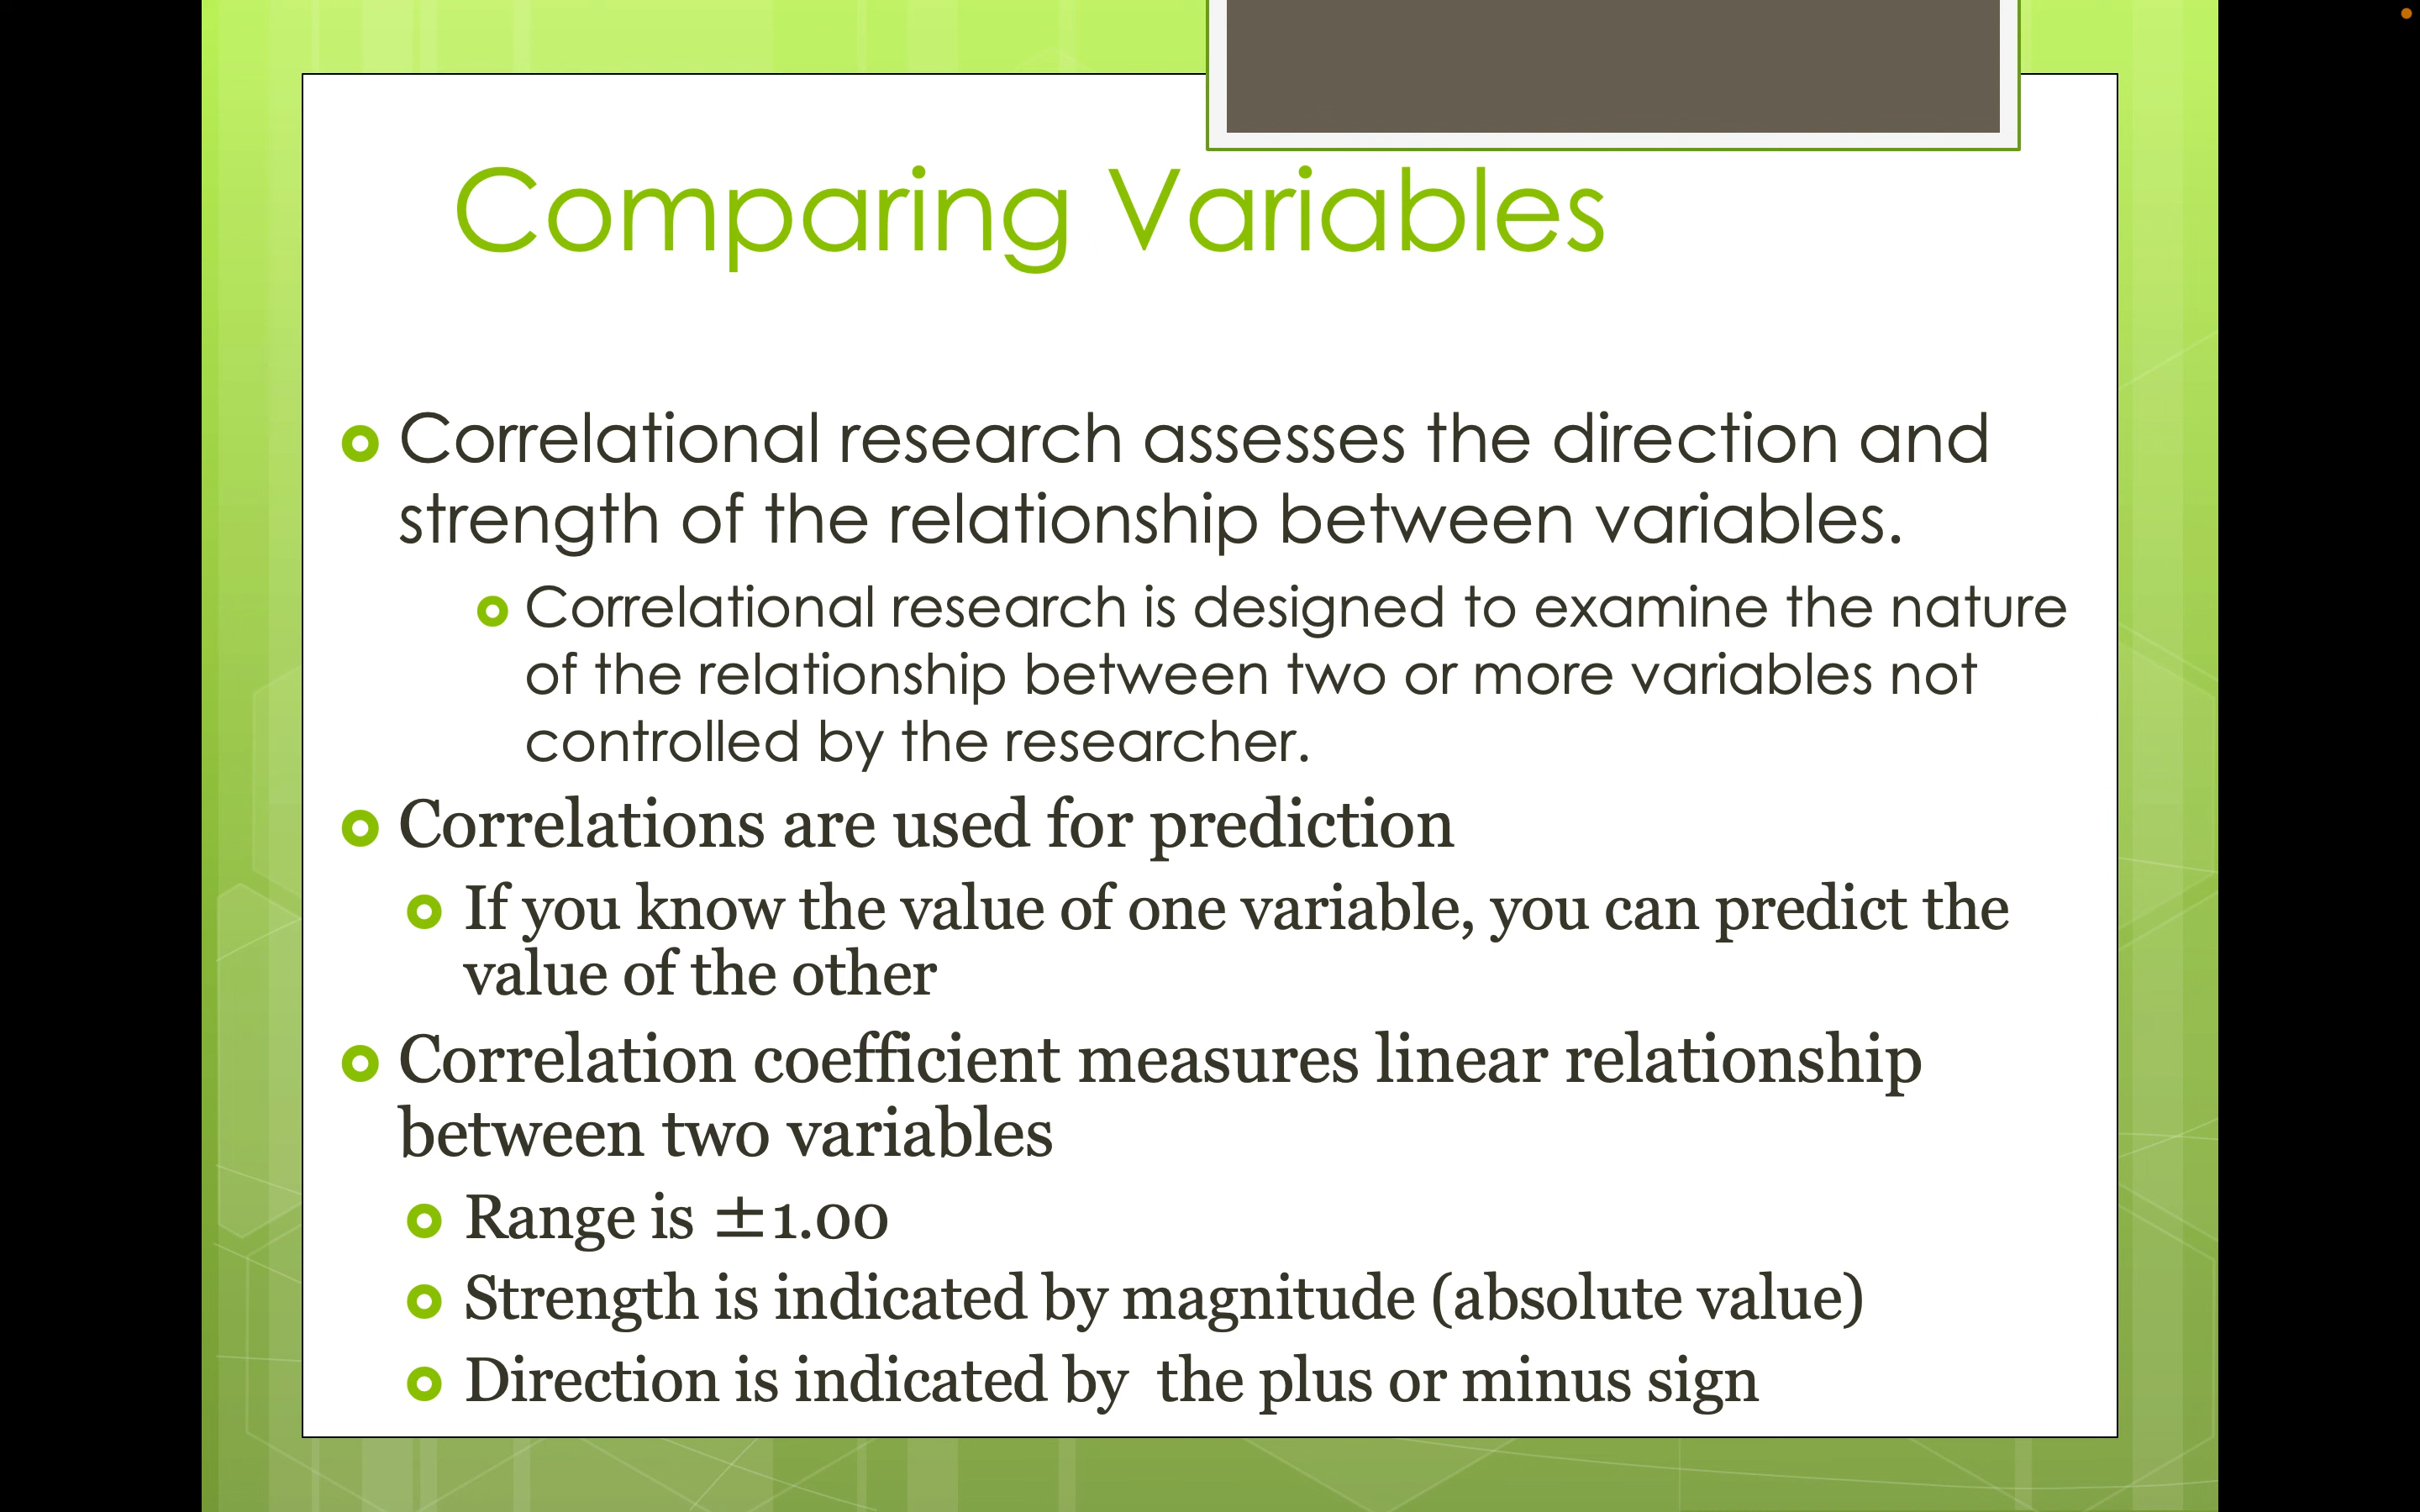 Comparing Variables
Correlational research assesses the direction and
strength of the relationship between variables.
Correlational research is designed to examine the nature
of the relationship between two or more variables not
controlled by the researcher.
Correlations are used for prediction
If you know the value of one variable, you can predict the
value of the other
Correlation coefficient measures linear relationship
between two variables
Range is ±1.00
Strength is indicated by magnitude (absolute value)
Direction is indicated by  the plus or minus sign